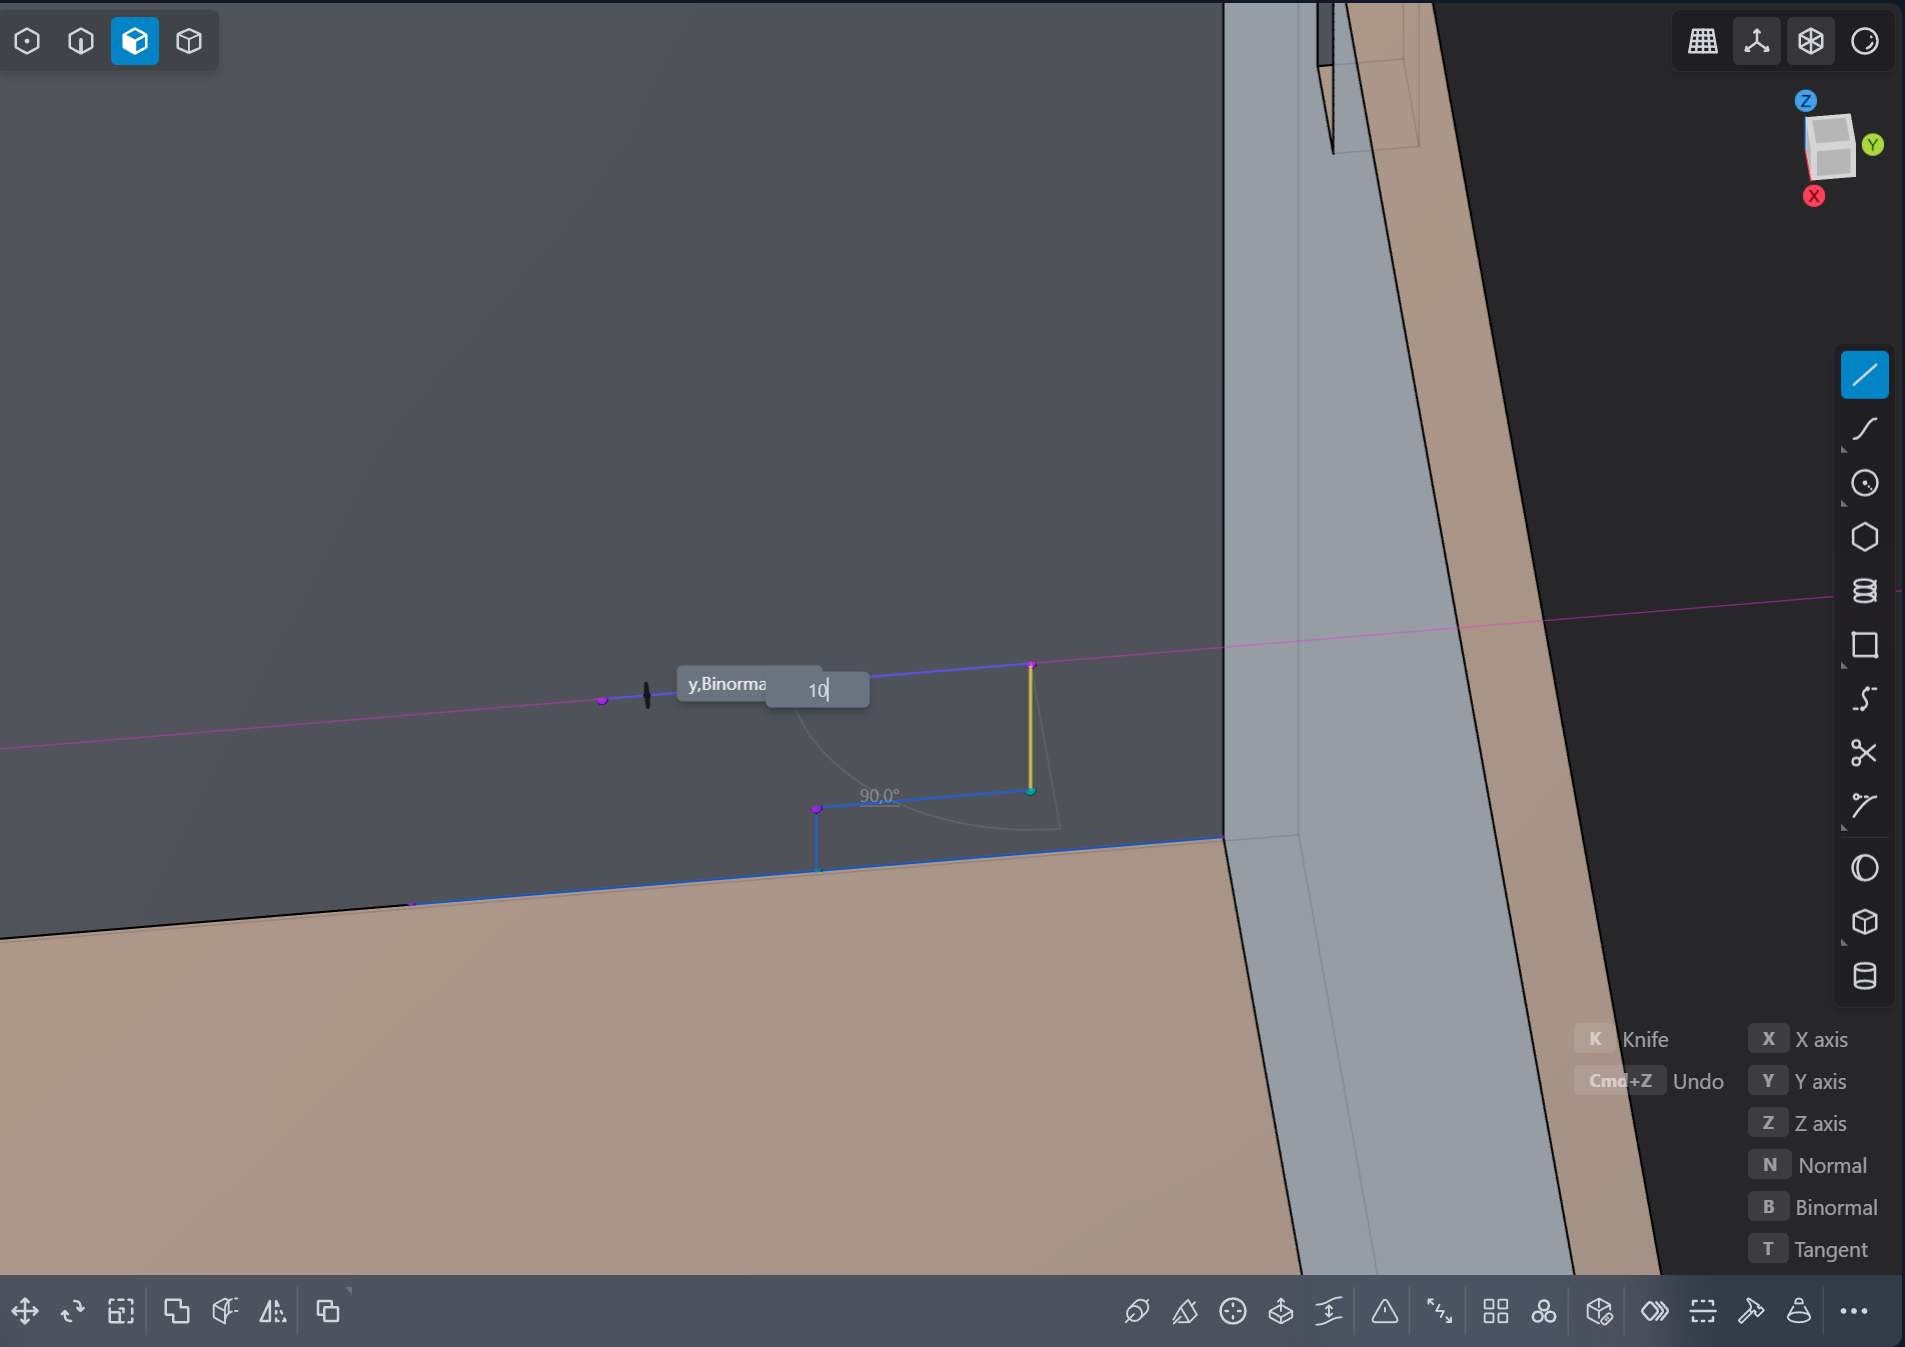 Z
Y
X
y,Binorma
10
90,0°
K Knife
X X axis
Cmd+Z Undo
Y Y axis
Z Z axis
N Normal
B Binormal
T Tangent